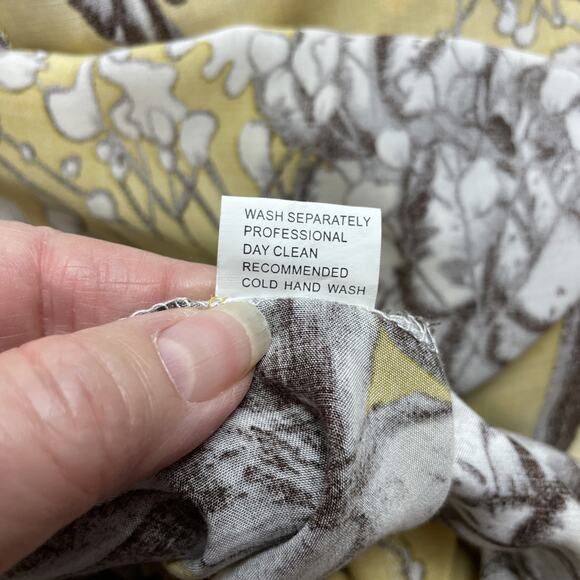 WASH SEPARATELY
PROFESSIONAL
DAY CLEAN
RECOMMENDED
COLD HAND WASH